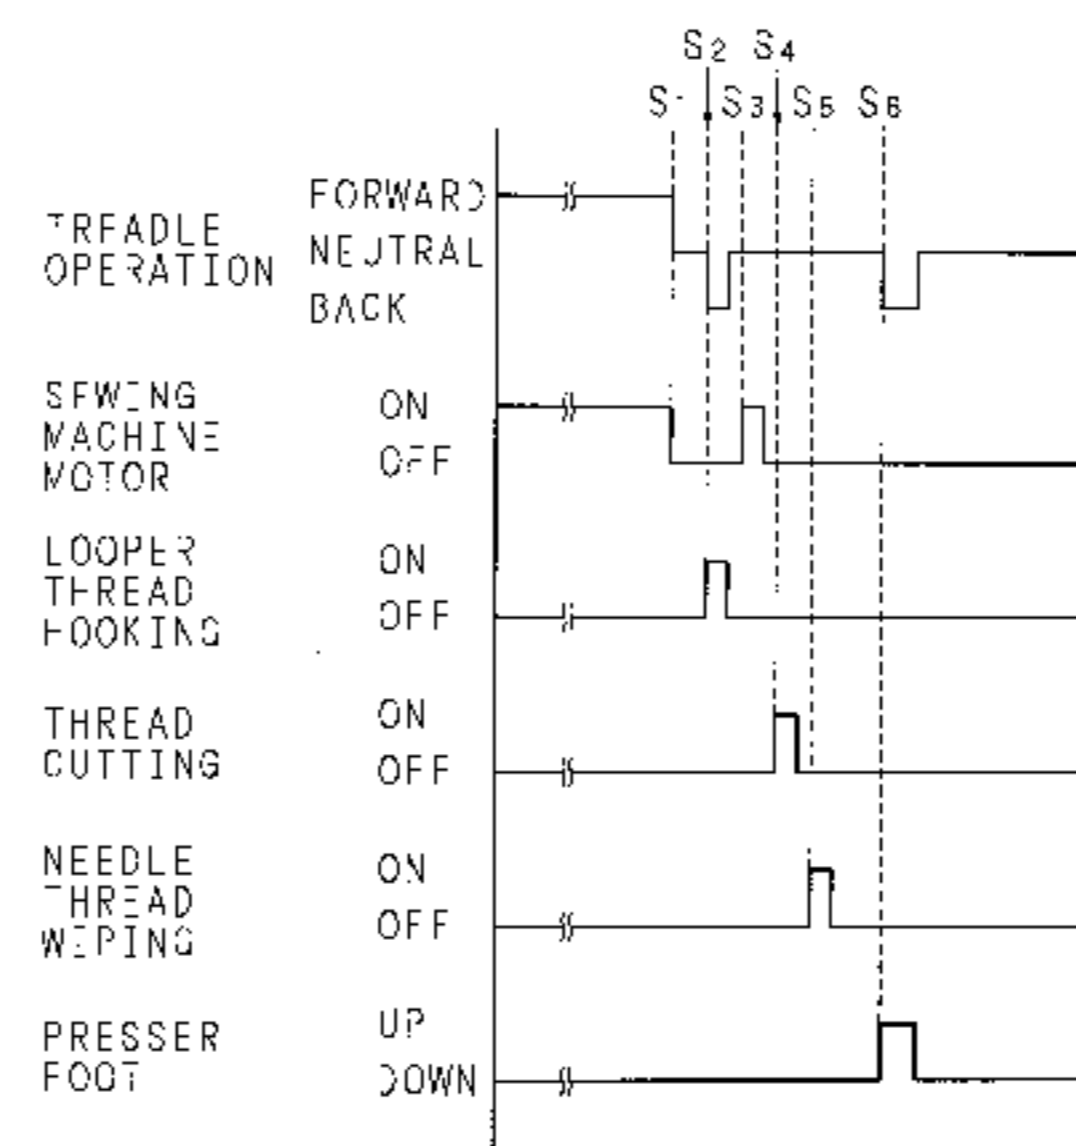 S2 S4
S1 S3 S5 S6
TREADLE
OPERATION
FORWARD
NEUTRAL
BACK
SEWING
MACHINE
MOTOR
ON
OFF
LOOPER
THREAD
HOOKING
ON
OFF
THREAD
CUTTING
ON
OFF
NEEDLE
THREAD
WIPING
ON
OFF
PRESSER
FOOT
UP
DOWN